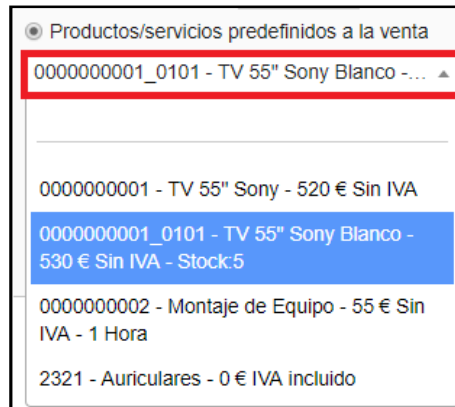 Productos/servicios predefinidos a la venta
0000000001_0101 - TV 55" Sony Blanco -...
0000000001 - TV 55" Sony - 520 € Sin IVA
0000000001_0101 - TV 55" Sony Blanco -
530 € Sin IVA - Stock:5
0000000002 - Montaje de Equipo - 55 € Sin
IVA - 1 Hora
2321 - Auriculares - 0 € IVA incluido